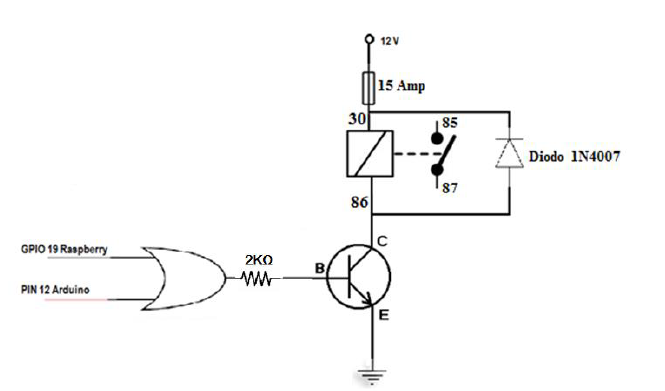 12V
15 Amp
30
85
Diodo 1N4007
87
86
C
GPIO 19 Raspberry
2KΩ
B
PIN 12 Arduino
E